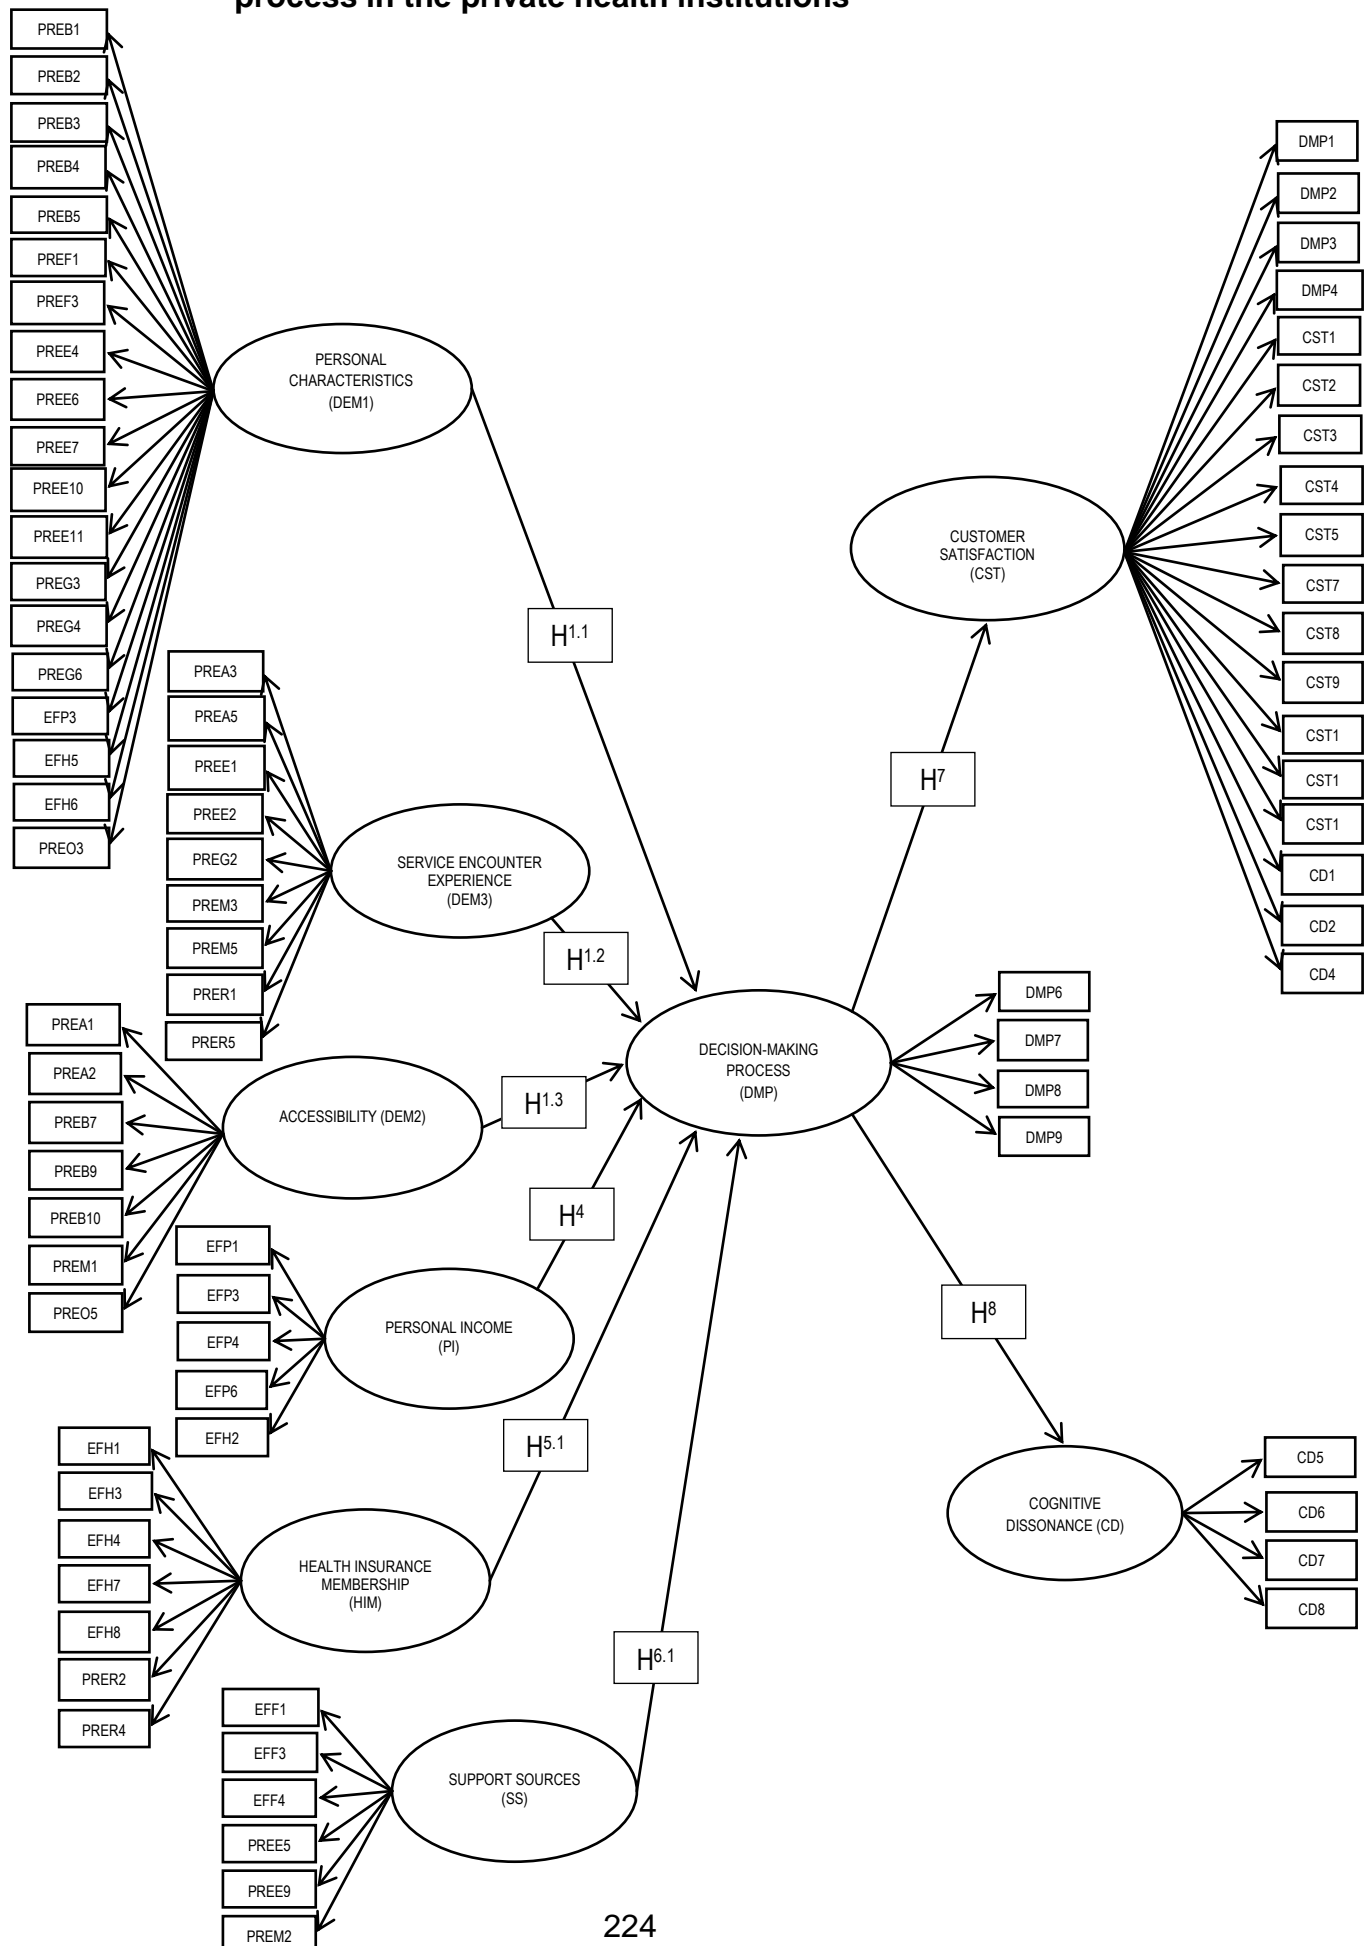 process in the private health institutions
PREB1
PREB2
PREB3
PREB4
PREB5
PREF1
PREF3
PREE4
PREE6
PREE7
PREE10
PREE11
PREG3
PREG4
PREG6
EFP3
EFH5
EFH6
PREO3
PERSONAL
CHARACTERISTICS
(DEM1)
H1.1
PREA3
PREA5
PREE1
PREE2
PREG2
PREM3
PREM5
PRER1
PRER5
SERVICE ENCOUNTER
EXPERIENCE
(DEM3)
H1.2
PREA1
PREA2
PREB7
PREB9
PREB10
PREM1
PREO5
ACCESSIBILITY (DEM2)
H1.3
EFP1
EFP3
EFP4
EFP6
EFH2
PERSONAL INCOME
(PI)
H4
EFH1
EFH3
EFH4
EFH7
EFH8
PRER2
PRER4
HEALTH INSURANCE
MEMBERSHIP
(HIM)
H5.1
EFF1
EFF3
EFF4
PREE5
PREE9
PREM2
SUPPORT SOURCES
(SS)
H6.1
DECISION-MAKING
PROCESS
(DMP)
DMP6
DMP7
DMP8
DMP9
H7
CUSTOMER
SATISFACTION
(CST)
DMP1
DMP2
DMP3
DMP4
CST1
CST2
CST3
CST4
CST5
CST7
CST8
CST9
CST1
CST1
CST1
CD1
CD2
CD4
H8
COGNITIVE
DISSONANCE (CD)
CD5
CD6
CD7
CD8
224